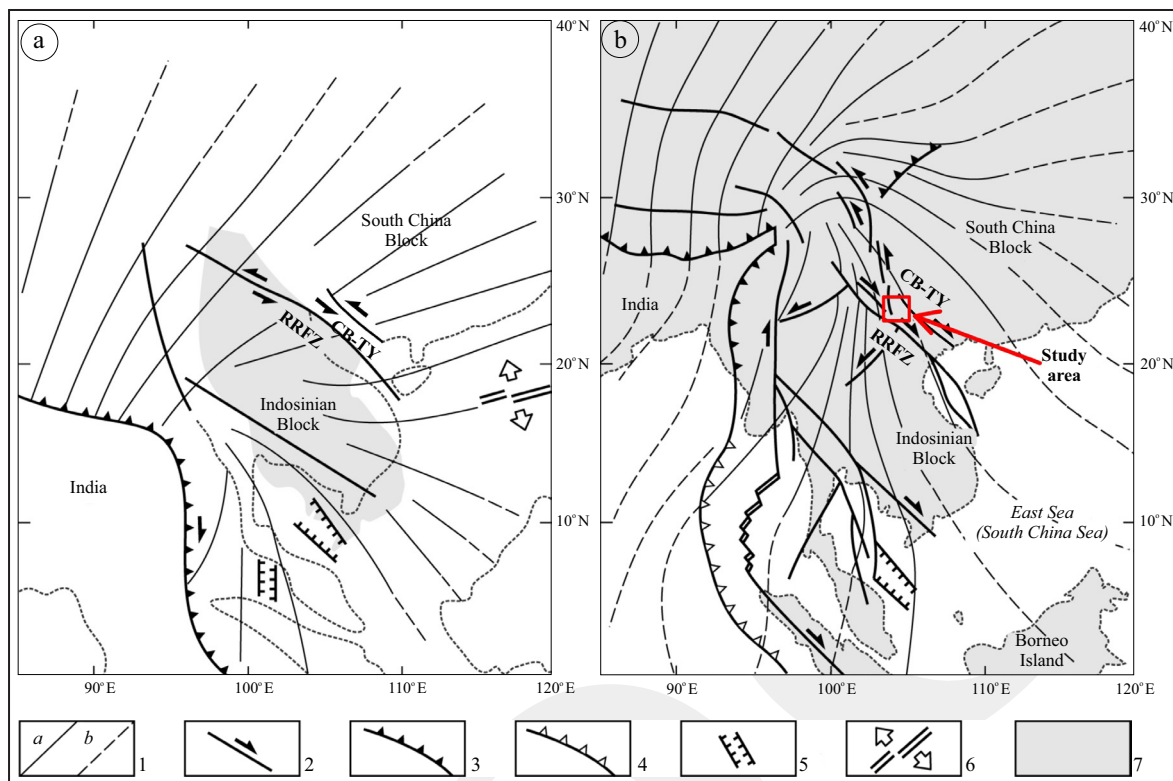 a
40°N
30°N
20°N
10°N
South China
Block
RRFZ
CB-TY
Indosinian
Block
India
90°E
100°E
110°E
120°E
b
40°N
30°N
20°N
10°N
South China
Block
India
CB-TY
RRFZ
Study
area
Indosinian
Block
East Sea
(South China Sea)
Borneo
Island
90°E
100°E
110°E
120°E
a
b
1
2
3
4
5
6
7